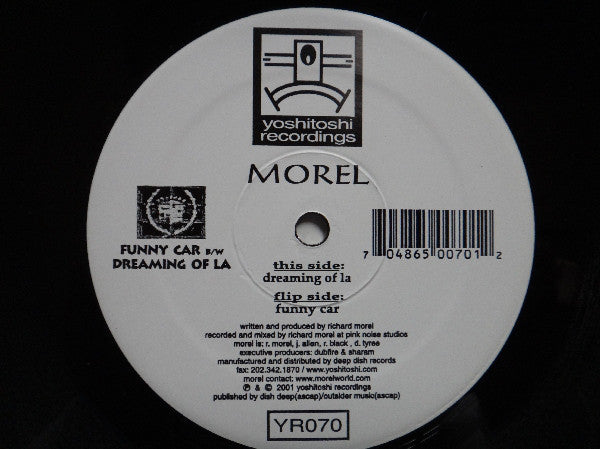 yoshitoshi
recordings
MOREL
FUNNY CAR B/W
DREAMING OF LA
this side:
dreaming of la
flip side:
funny car
7 04865 00701 2
written and produced by richard morel
recorded and mixed by richard morel at pink noise studios
morel is: r. morel, j. allen, r. black , d. tyree
executive producers: dubfire & sharam
manufactured and distributed by deep dish records
fax: 202.342.1870 / www.yoshitoshi.com
morel contact: www.morelworld.com
℗ & © 2001 yoshitoshi recordings
published by dish deep(ascap)/outsider music(ascap)
YR070